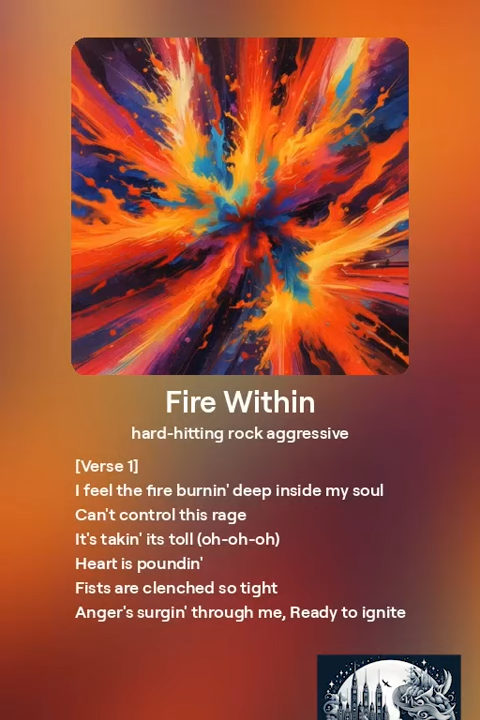 Fire Within
hard-hitting rock aggressive
[Verse 1]
I feel the fire burnin' deep inside my soul
Can't control this rage
It's takin' its toll (oh-oh-oh)
Heart is poundin'
Fists are clenched so tight
Anger's surgin' through me, Ready to ignite